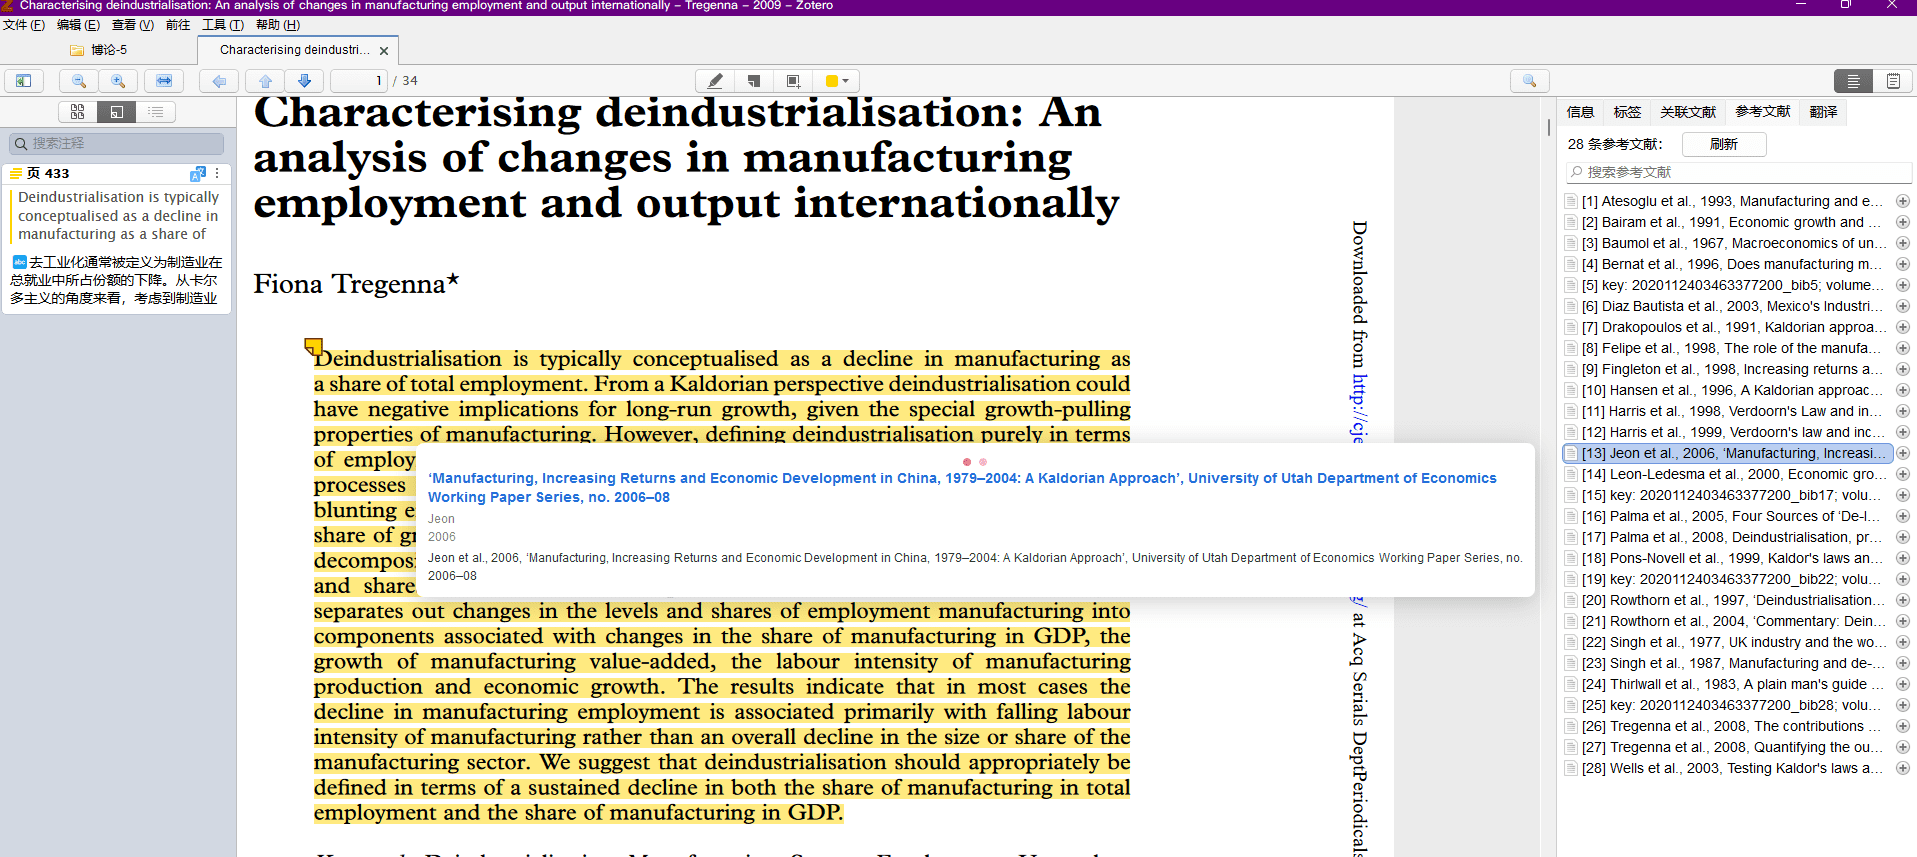 Characterising deindustrialisation: An analysis of changes in manufacturing employment and output internationally – Tregenna – 2009 – Zotero
文件 (F) 编辑 (E) 查看 (V) 前往 工具 (T) 帮助 (H)
博论-5
Characterising deindustri...
1 / 34
搜索注释
页 433
Deindustrialisation is typically
conceptualised as a decline in
manufacturing as a share of
去工业化通常被定义为制造业在
总就业中所占份额的下降。从卡尔
多主义的角度来看，考虑到制造业
Characterising deindustrialisation: An
analysis of changes in manufacturing
employment and output internationally
Fiona Tregenna*
Deindustrialisation is typically conceptualised as a decline in manufacturing as
a share of total employment. From a Kaldorian perspective deindustrialisation could
have negative implications for long-run growth, given the special growth-pulling
properties of manufacturing. However, defining deindustrialisation purely in terms
of employ
processes
blunting e
share of gr
decomposi
and share
separates out changes in the levels and shares of employment manufacturing into
components associated with changes in the share of manufacturing in GDP, the
growth of manufacturing value-added, the labour intensity of manufacturing
production and economic growth. The results indicate that in most cases the
decline in manufacturing employment is associated primarily with falling labour
intensity of manufacturing rather than an overall decline in the size or share of the
manufacturing sector. We suggest that deindustrialisation should appropriately be
defined in terms of a sustained decline in both the share of manufacturing in total
employment and the share of manufacturing in GDP.
‘Manufacturing, Increasing Returns and Economic Development in China, 1979–2004: A Kaldorian Approach’, University of Utah Department of Economics
Working Paper Series, no. 2006–08
Jeon
2006
Jeon et al., 2006, ‘Manufacturing, Increasing Returns and Economic Development in China, 1979–2004: A Kaldorian Approach’, University of Utah Department of Economics Working Paper Series, no.
2006–08
Downloaded from http://cje
g/ at Acq Serials DeptPeriodicals
信息 标签 关联文献 参考文献 翻译
28 条参考文献: 刷新
搜索参考文献
[1] Atesoglu et al., 1993, Manufacturing and e...
[2] Bairam et al., 1991, Economic growth and ...
[3] Baumol et al., 1967, Macroeconomics of un...
[4] Bernat et al., 1996, Does manufacturing m...
[5] key: 2020112403463377200_bib5; volume...
[6] Diaz Bautista et al., 2003, Mexico's Industri...
[7] Drakopoulos et al., 1991, Kaldorian approa...
[8] Felipe et al., 1998, The role of the manufa...
[9] Fingleton et al., 1998, Increasing returns a...
[10] Hansen et al., 1996, A Kaldorian approac...
[11] Harris et al., 1998, Verdoorn's Law and in...
[12] Harris et al., 1999, Verdoorn's law and inc...
[13] Jeon et al., 2006, ‘Manufacturing, Increasi...
[14] Leon-Ledesma et al., 2000, Economic gro...
[15] key: 2020112403463377200_bib17; volu...
[16] Palma et al., 2005, Four Sources of ‘De-I...
[17] Palma et al., 2008, Deindustrialisation, pr...
[18] Pons-Novell et al., 1999, Kaldor's laws an...
[19] key: 2020112403463377200_bib22; volu...
[20] Rowthorn et al., 1997, ‘Deindustrialisation...
[21] Rowthorn et al., 2004, ‘Commentary: Dein...
[22] Singh et al., 1977, UK industry and the wo...
[23] Singh et al., 1987, Manufacturing and de-...
[24] Thirlwall et al., 1983, A plain man's guide ...
[25] key: 2020112403463377200_bib28; volu...
[26] Tregenna et al., 2008, The contributions ...
[27] Tregenna et al., 2008, Quantifying the ou...
[28] Wells et al., 2003, Testing Kaldor's laws a...